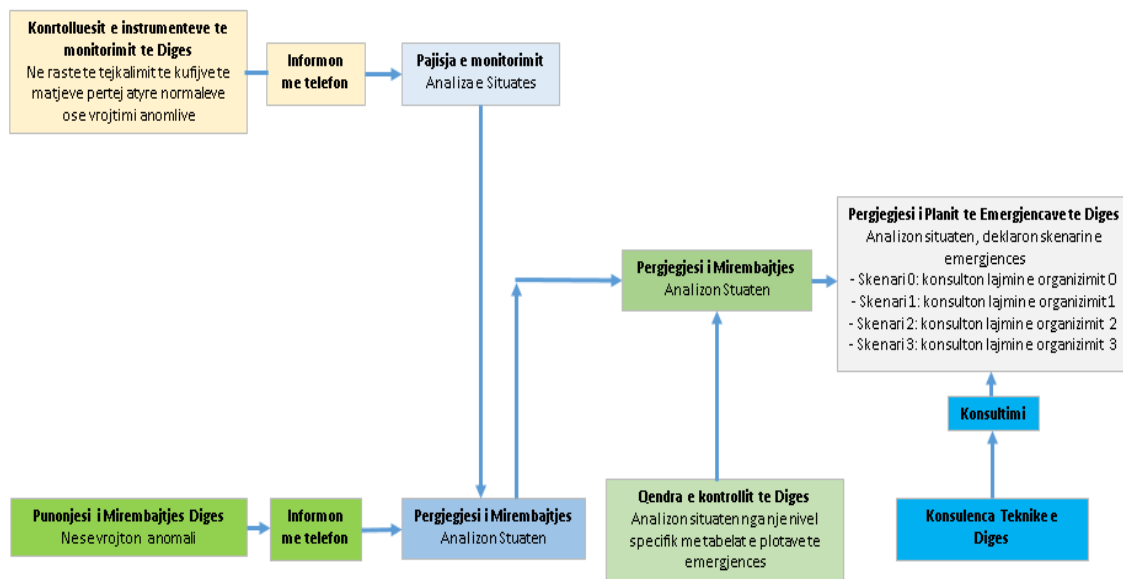 Konrtolluesit e instrumenteve te
monitorimit te Diges
Ne raste te tejkalimit te kufijve te
matjeve pertej atyre normaleve
ose vrojtimi anomlive
Informon
me telefon
Pajisja e monitorimit
Analiza e Situates
Pergjegjesi i Planit te Emergjencave te Diges
Analizon situaten, deklaron skenarin e
emergjences
- Skenari 0: konsulton lajmin e organizimit 0
- Skenari 1: konsulton lajmin e organizimit 1
- Skenari 2: konsulton lajmin e organizimit 2
- Skenari 3: konsulton lajmin e organizimit 3
Pergjegjesi i Mirembajtjes
Analizon Stuaten
Konsultimi
Punonjesi i Mirembajtjes Diges
Nese vrojton anomali
Informon
me telefon
Pergjegjesi i Mirembajtjes
Analizon Stuaten
Qendra e kontrollit te Diges
Analizon situaten nga nje nivel
specifik me tabelat e plotave te
emergjences
Konsulenca Teknike e
Diges